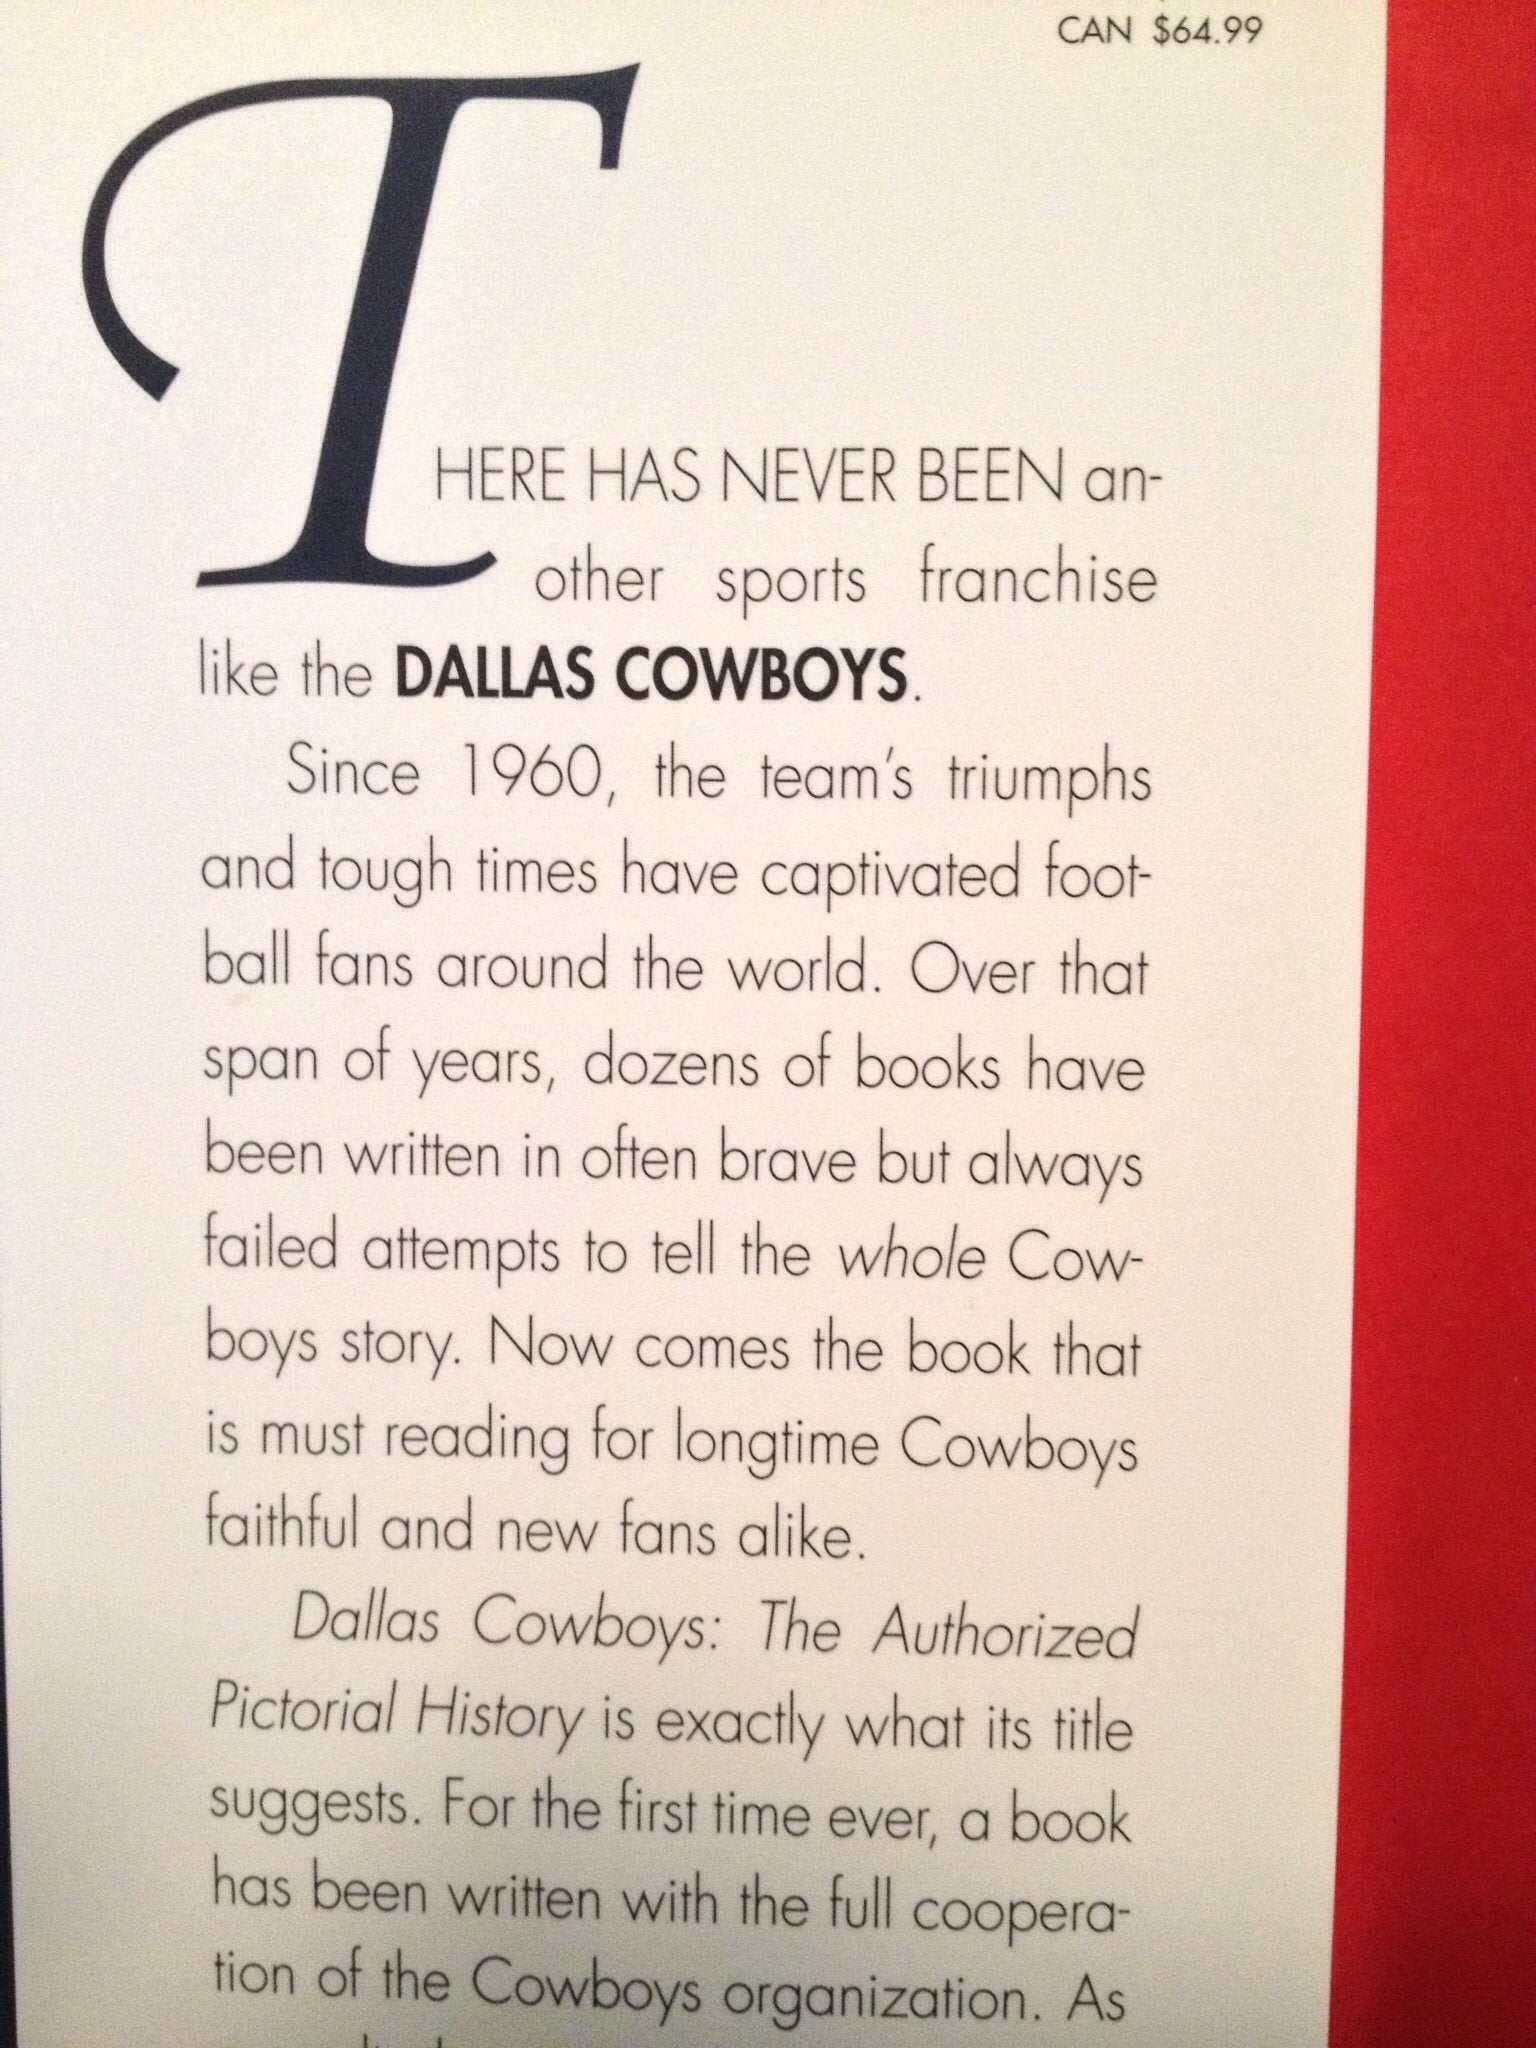 CAN $64.99
THERE HAS NEVER BEEN an-
other sports franchise
like the DALLAS COWBOYS.
Since 1960, the team's triumphs
and tough times have captivated foot-
ball fans around the world. Over that
span of years, dozens of books have
been written in often brave but always
failed attempts to tell the whole Cow-
boys story. Now comes the book that
is must reading for longtime Cowboys
faithful and new fans alike.
Dallas Cowboys: The Authorized
Pictorial History is exactly what its title
suggests. For the first time ever, a book
has been written with the full coopera-
tion of the Cowboys organization. As